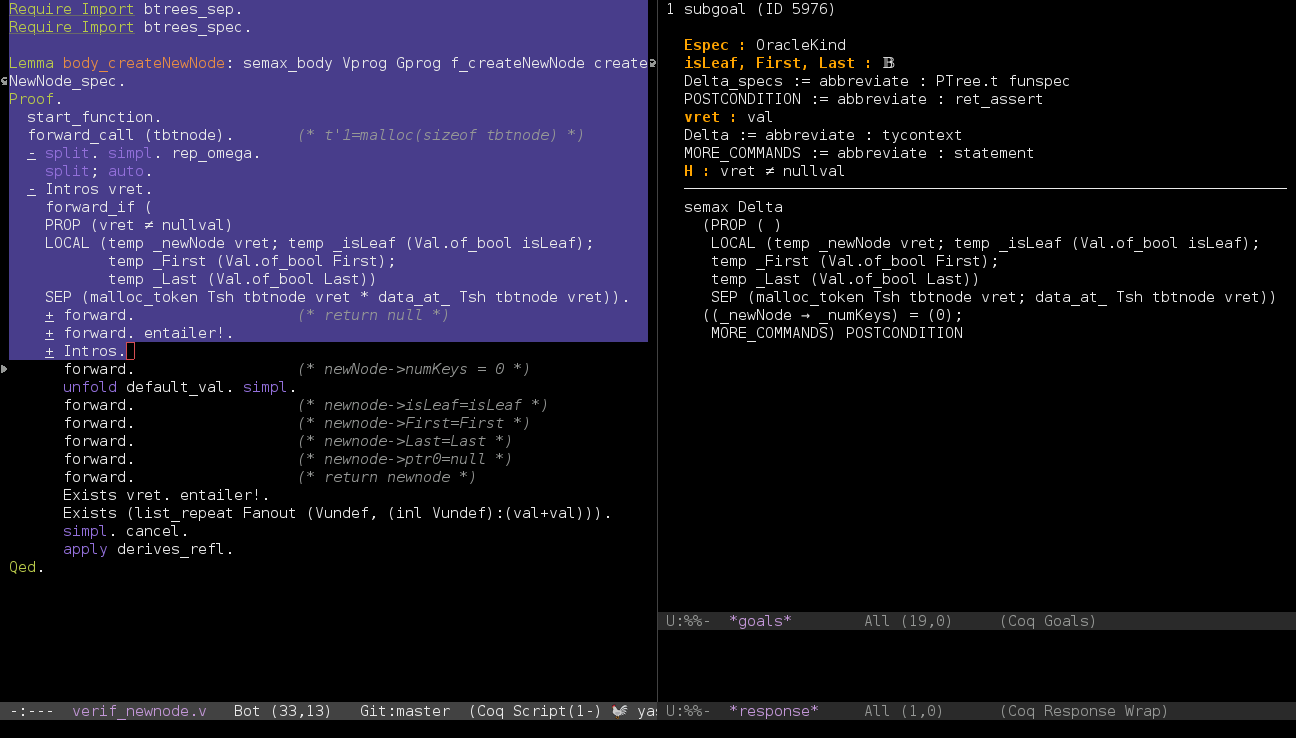 Require Import btrees_sep.
Require Import btrees_spec.
Lemma body_createNewNode: semax_body Vprog Gprog f_createNewNode create
NewNode_spec.
Proof.
  start_function.
  forward_call (tbtnode).       (* t'1=malloc(sizeof tbtnode) *)
  - split. simpl. rep_omega.
    split; auto.
  - Intros vret.
    forward_if (
    PROP (vret ≠ nullval)
    LOCAL (temp _newNode vret; temp _isLeaf (Val.of_bool isLeaf);
           temp _First (Val.of_bool First);
           temp _Last (Val.of_bool Last))
    SEP (malloc_token Tsh tbtnode vret * data_at_ Tsh tbtnode vret)).
    + forward.                  (* return null *)
    + forward. entailer!.
    + Intros.
      forward.                  (* newNode->numKeys = 0 *)
      unfold default_val. simpl.
      forward.                  (* newnode->isLeaf=isLeaf *)
      forward.                  (* newnode->First=First *)
      forward.                  (* newnode->Last=Last *)
      forward.                  (* newnode->ptr0=null *)
      forward.                  (* return newnode *)
      Exists vret. entailer!.
      Exists (list_repeat Fanout (Vundef, (inl Vundef):(val+val))).
      simpl. cancel.
      apply derives_refl.
Qed.
-:---  verif_newnode.v   Bot (33,13)   Git:master  (Coq Script(1-) yas
1 subgoal (ID 5976)
  Espec : OracleKind
  isLeaf, First, Last : 𝔹
  Delta_specs := abbreviate : PTree.t funspec
  POSTCONDITION := abbreviate : ret_assert
  vret : val
  Delta := abbreviate : tycontext
  MORE_COMMANDS := abbreviate : statement
  H : vret ≠ nullval
  semax Delta
    (PROP ( )
     LOCAL (temp _newNode vret; temp _isLeaf (Val.of_bool isLeaf);
     temp _First (Val.of_bool First);
     temp _Last (Val.of_bool Last))
     SEP (malloc_token Tsh tbtnode vret; data_at_ Tsh tbtnode vret))
    ((_newNode → _numKeys) = (0);
     MORE_COMMANDS) POSTCONDITION
U:%%-  *goals*        All (19,0)     (Coq Goals)
U:%%-  *response*     All (1,0)      (Coq Response Wrap)